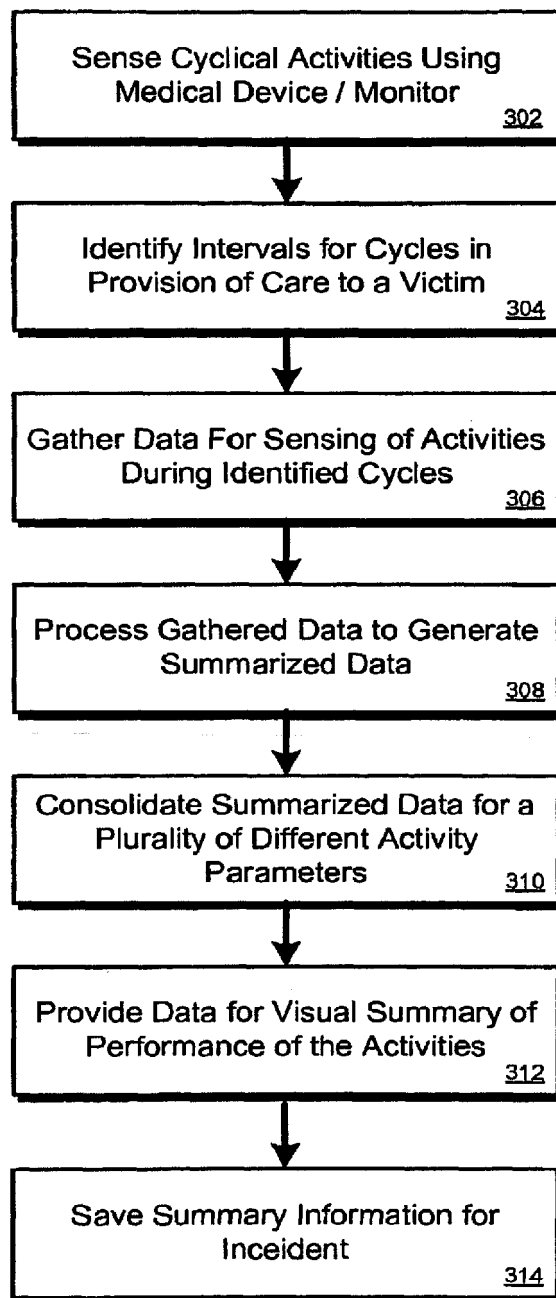 Sense Cyclical Activities Using
Medical Device / Monitor
302
Identify Intervals for Cycles in
Provision of Care to a Victim
304
Gather Data For Sensing of Activities
During Identified Cycles
306
Process Gathered Data to Generate
Summarized Data
308
Consolidate Summarized Data for a
Plurality of Different Activity
Parameters
310
Provide Data for Visual Summary of
Performance of the Activities
312
Save Summary Information for
Inceident
314